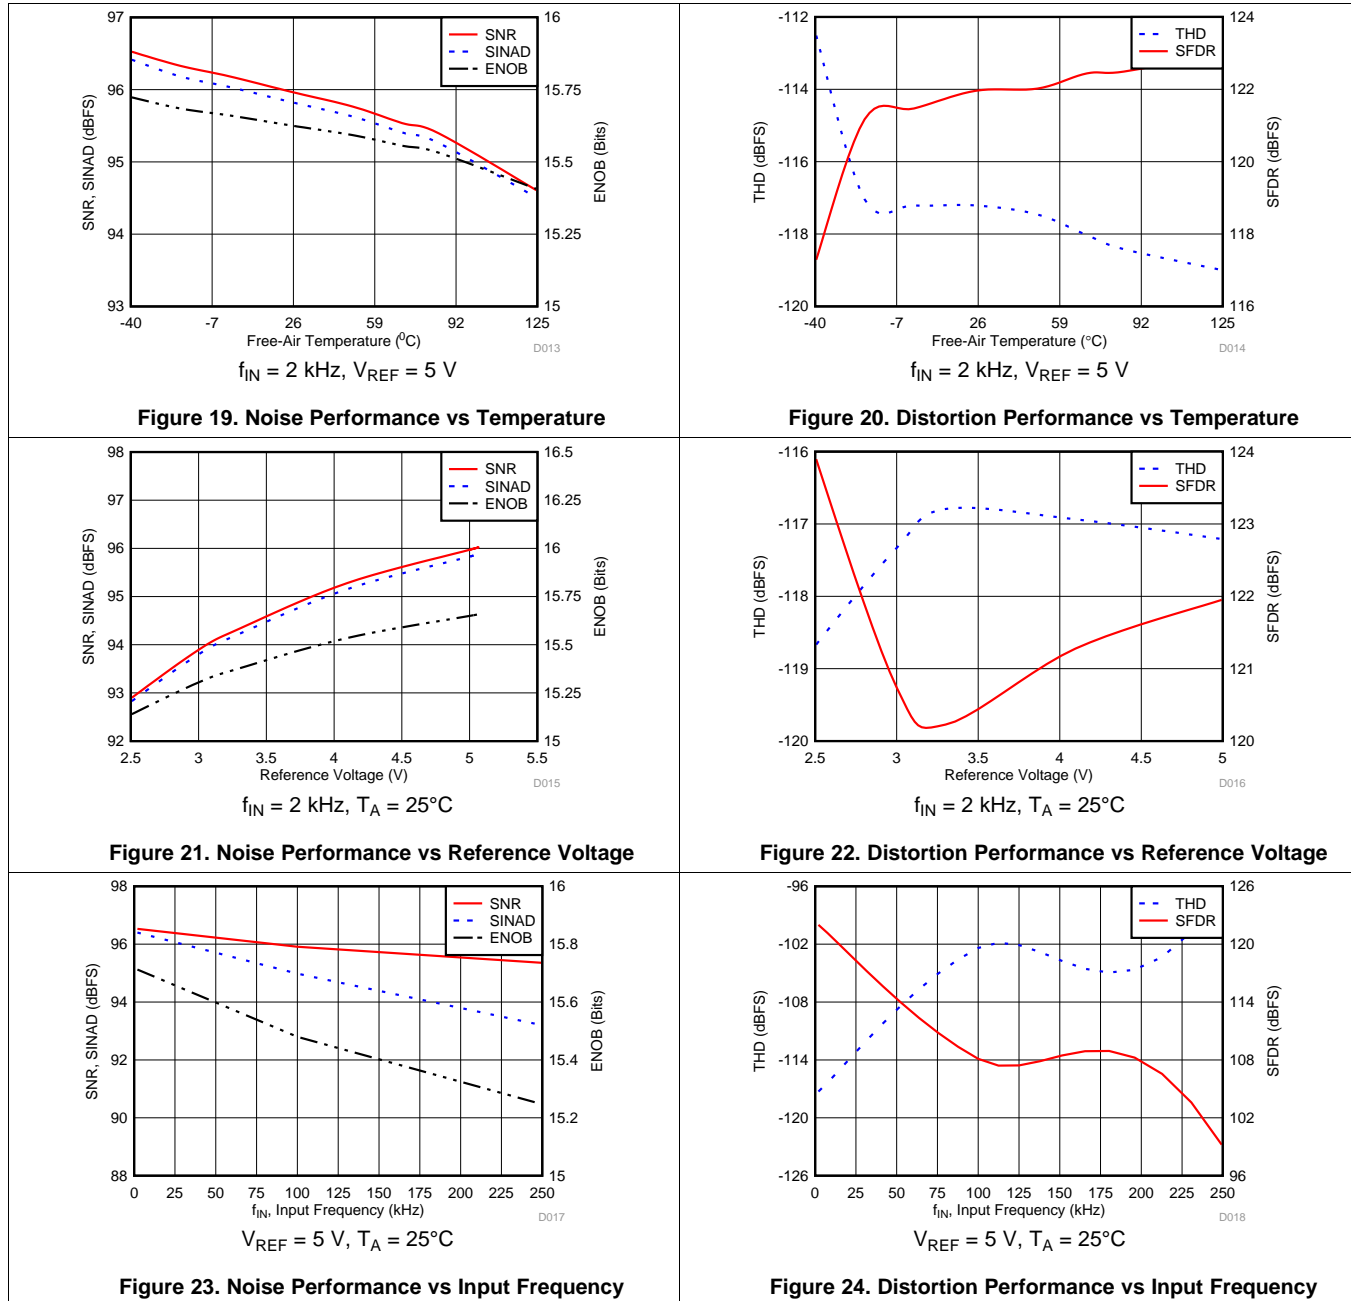 97
96
95
94
93
16
15.75
15.5
15.25
15
SNR
SINAD
ENOB
SNR, SINAD (dBFS)
ENOB (Bits)
-40 -7 26 59 92 125
Free-Air Temperature (⁰C)
D013
f_IN = 2 kHz, V_REF = 5 V
Figure 19. Noise Performance vs Temperature
-112
-114
-116
-118
-120
124
122
120
118
116
THD
SFDR
THD (dBFS)
SFDR (dBFS)
-40 -7 26 59 92 125
Free-Air Temperature (°C)
D014
f_IN = 2 kHz, V_REF = 5 V
Figure 20. Distortion Performance vs Temperature
98
97
96
95
94
93
92
16.5
16.25
16
15.75
15.5
15.25
15
SNR
SINAD
ENOB
SNR, SINAD (dBFS)
ENOB (Bits)
2.5 3 3.5 4 4.5 5 5.5
Reference Voltage (V)
D015
f_IN = 2 kHz, T_A = 25°C
Figure 21. Noise Performance vs Reference Voltage
-116
-117
-118
-119
-120
124
123
122
121
120
THD
SFDR
THD (dBFS)
SFDR (dBFS)
2.5 3 3.5 4 4.5 5
Reference Voltage (V)
D016
f_IN = 2 kHz, T_A = 25°C
Figure 22. Distortion Performance vs Reference Voltage
98
96
94
92
90
88
16
15.8
15.6
15.4
15.2
15
SNR
SINAD
ENOB
SNR, SINAD (dBFS)
ENOB (Bits)
0 25 50 75 100 125 150 175 200 225 250
f_IN, Input Frequency (kHz)
D017
V_REF = 5 V, T_A = 25°C
Figure 23. Noise Performance vs Input Frequency
-96
-102
-108
-114
-120
-126
126
120
114
108
102
96
THD
SFDR
THD (dBFS)
SFDR (dBFS)
0 25 50 75 100 125 150 175 200 225 250
f_IN, Input Frequency (kHz)
D018
V_REF = 5 V, T_A = 25°C
Figure 24. Distortion Performance vs Input Frequency